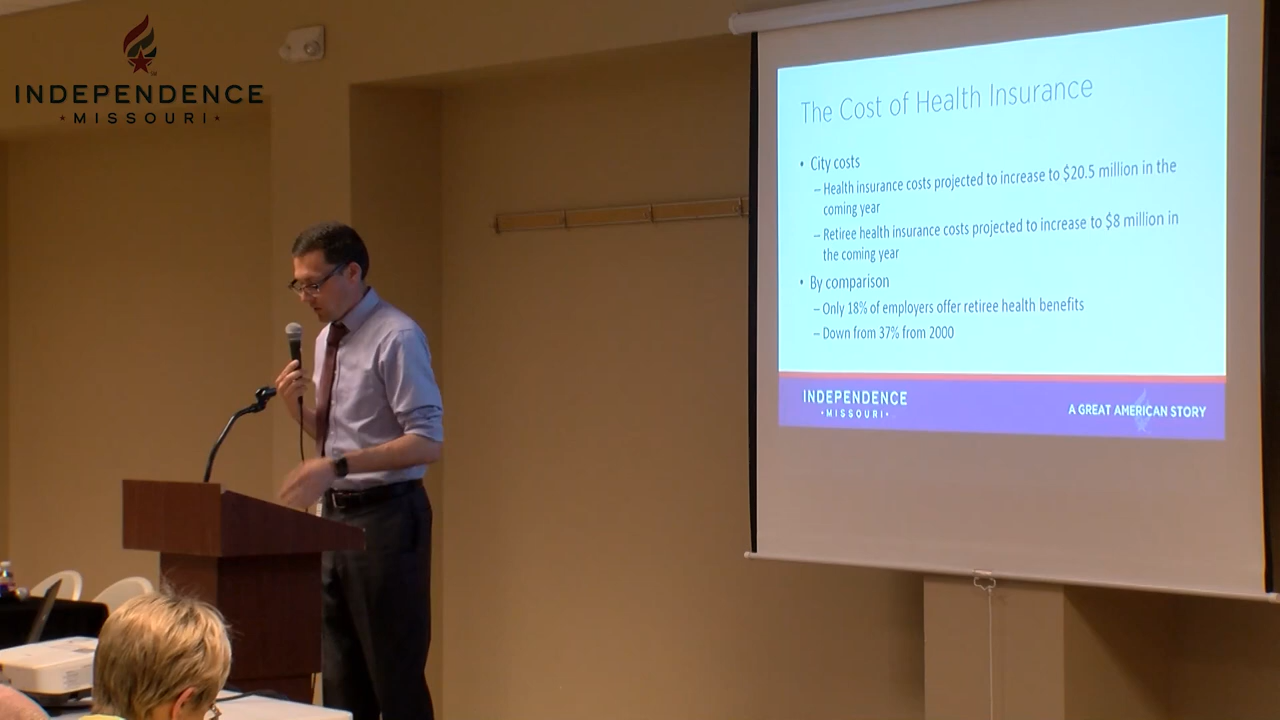 INDEPENDENCE
MISSOURI
The Cost of Health Insurance
• City costs
– Health insurance costs projected to increase to $20.5 million in the
coming year
– Retiree health insurance costs projected to increase to $8 million in
the coming year
• By comparison
– Only 18% of employers offer retiree health benefits
– Down from 37% from 2000
INDEPENDENCE
• MISSOURI •
A GREAT AMERICAN STORY